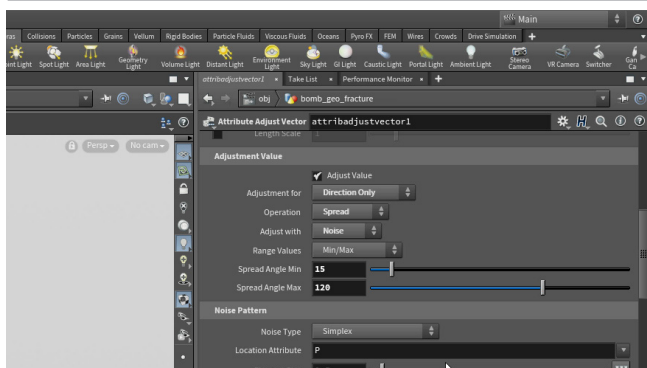 Main
Collisions Particles Grains Vellum Rigid Bodies Particle Fluids Viscous Fluids Oceans Pyro FX FEM Wires Crowds Drive Simulation
Spot Light Area Light Geometry Light Volume Light Distant Light Environment Light Sky Light GI Light Caustic Light Portal Light Ambient Light Stereo Camera VR Camera Switcher
attribadjustvector1 Take List Performance Monitor
obj bomb_geo_fracture
Attribute Adjust Vector attribadjustvector1
Persp No cam
Length Scale 1
Adjustment Value
Adjust Value
Adjustment for Direction Only
Operation Spread
Adjust with Noise
Range Values Min/Max
Spread Angle Min 15
Spread Angle Max 120
Noise Pattern
Noise Type Simplex
Location Attribute P